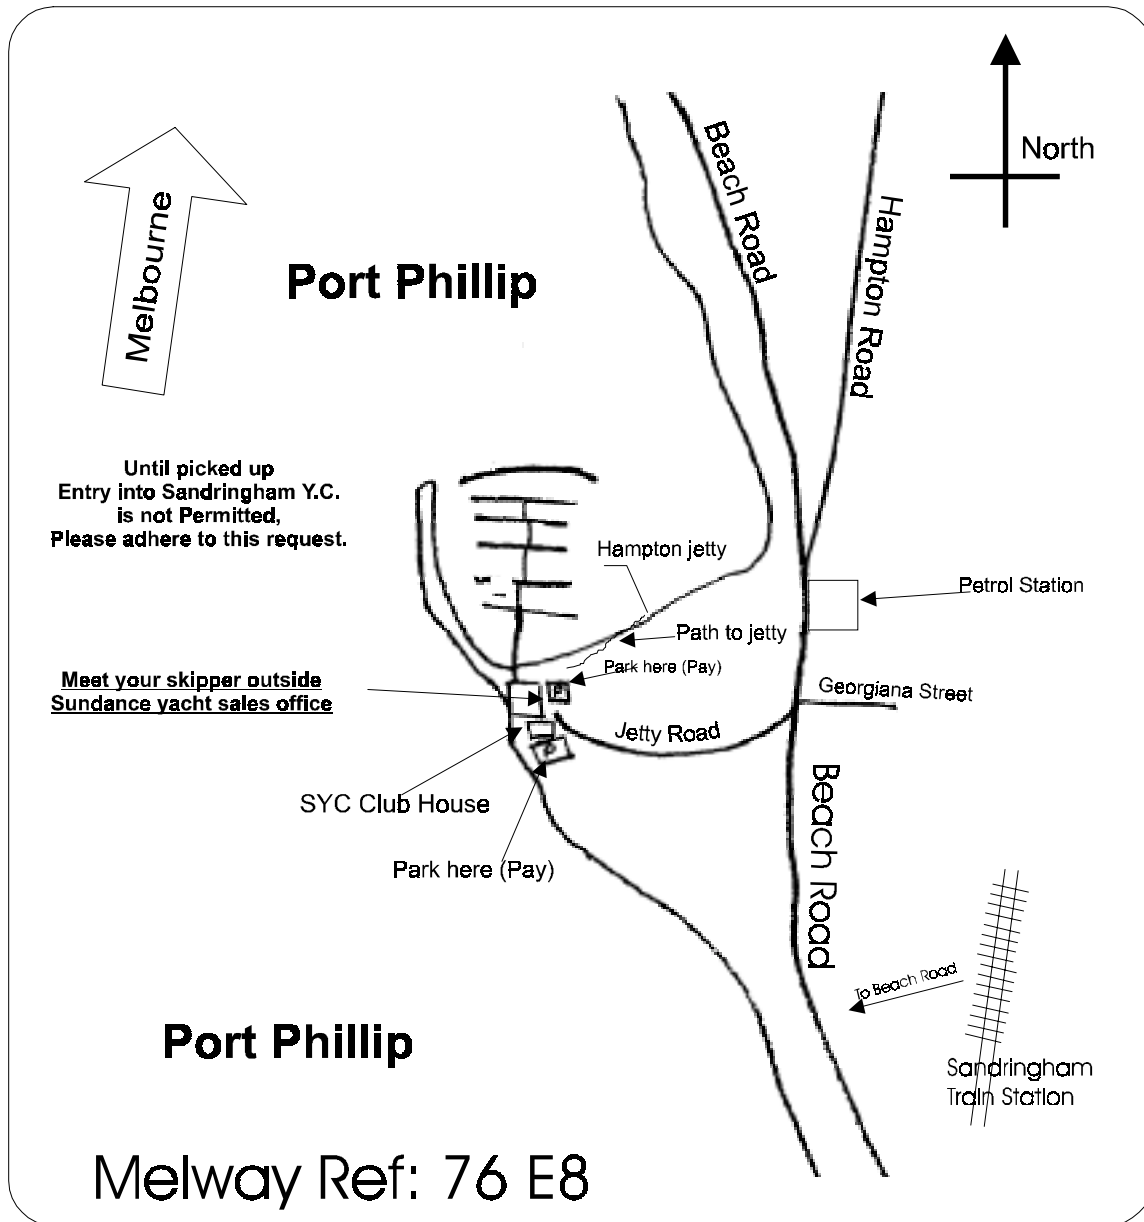 North
Beach Road
Hampton Road
Melbourne
Port Phillip
Until picked up
Entry into Sandringham Y.C.
is not Permitted,
Please adhere to this request.
Hampton jetty
Petrol Station
Path to jetty
Park here (Pay)
Meet your skipper outside
Sundance yacht sales office
Georgiana Street
Jetty Road
P
P
SYC Club House
Park here (Pay)
Beach Road
To Beach Road
Port Phillip
Sandringham
Train Station
Melway Ref: 76 E8